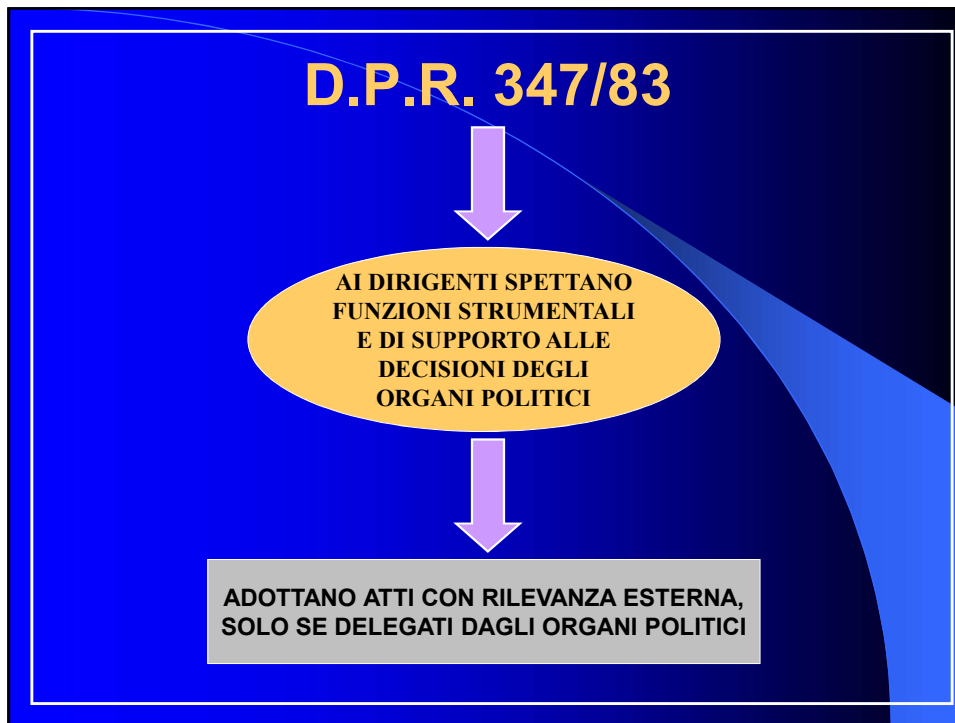 D.P.R. 347/83
AI DIRIGENTI SPETTANO
FUNZIONI STRUMENTALI
E DI SUPPORTO ALLE
DECISIONI DEGLI
ORGANI POLITICI
ADOTTANO ATTI CON RILEVANZA ESTERNA,
SOLO SE DELEGATI DAGLI ORGANI POLITICI